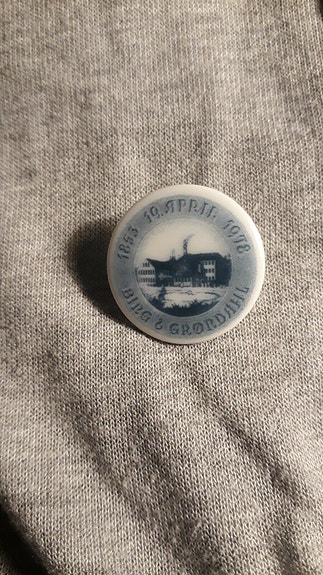 1853 19. APRIL 1978
BING & GRØNDAHL